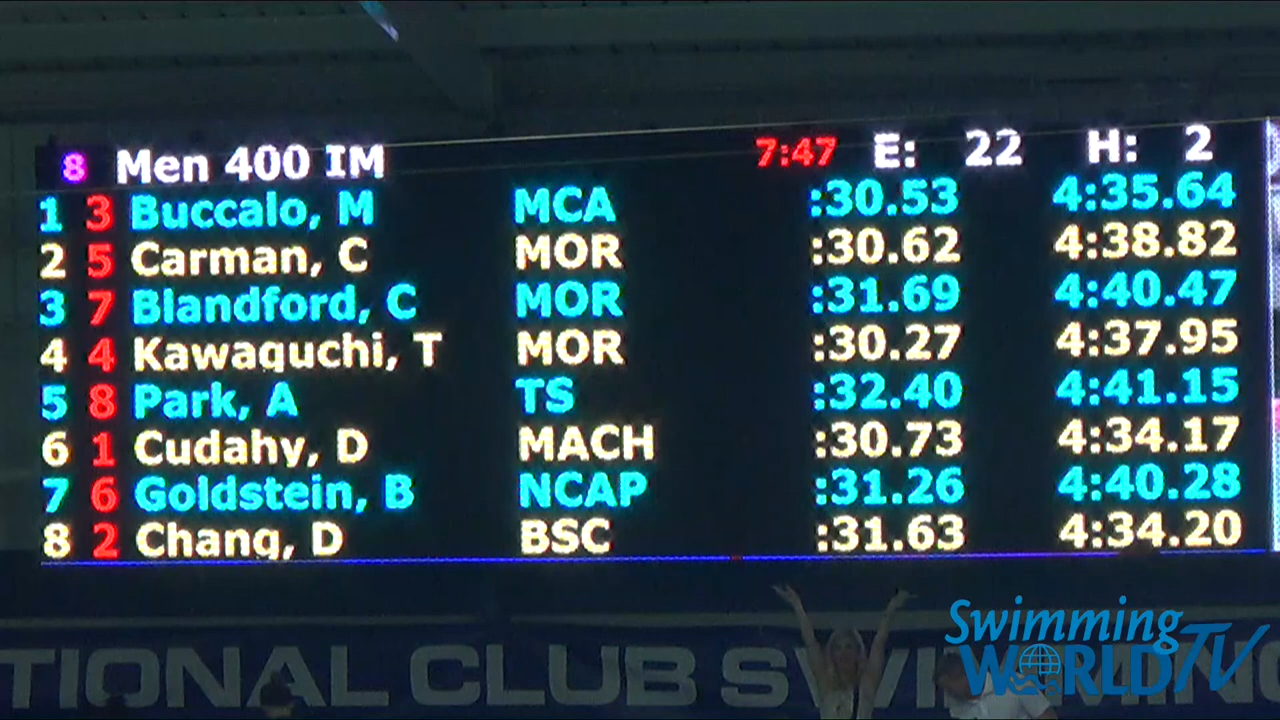 8 Men 400 IM 7:47 E: 22 H: 2
1 3 Buccalo, M MCA :30.53 4:35.64
2 5 Carman, C MOR :30.62 4:38.82
3 7 Blandford, C MOR :31.69 4:40.47
4 4 Kawaguchi, T MOR :30.27 4:37.95
5 8 Park, A TS :32.40 4:41.15
6 1 Cudahy, D MACH :30.73 4:34.17
7 6 Goldstein, B NCAP :31.26 4:40.28
8 2 Chang, D BSC :31.63 4:34.20
TIONAL CLUB SWIMMING
Swimming
WORLD TV